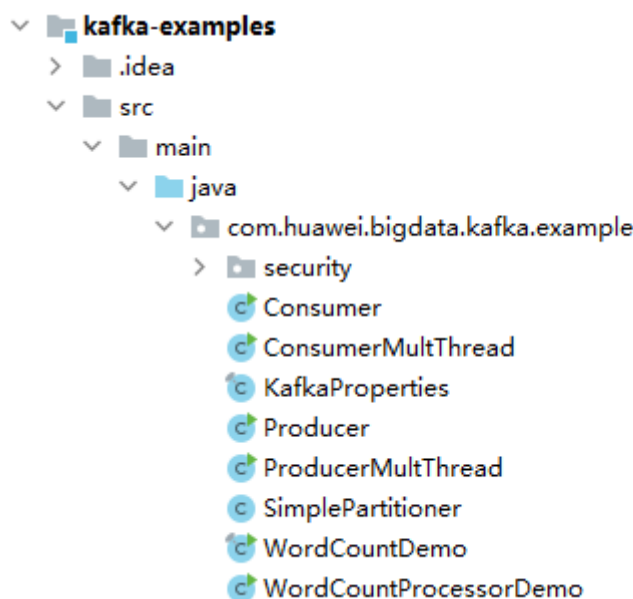 kafka-examples
.idea
src
main
java
com.huawei.bigdata.kafka.example
security
Consumer
ConsumerMultThread
KafkaProperties
Producer
ProducerMultThread
SimplePartitioner
WordCountDemo
WordCountProcessorDemo